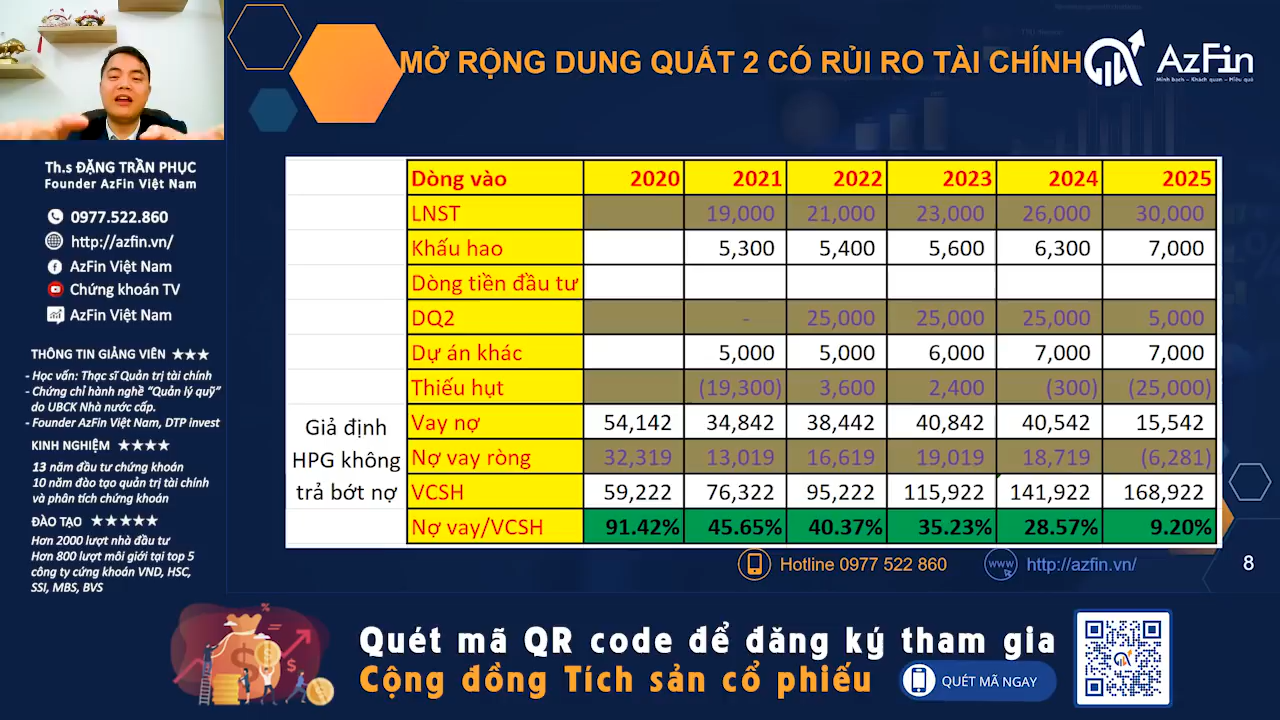 MỞ RỘNG DUNG QUẤT 2 CÓ RỦI RO TÀI CHÍNH
AzFin
Minh bạch – Khách quan – Hiệu quả
Th.s ĐẶNG TRẦN PHỤC
Founder AzFin Việt Nam
0977.522.860
http://azfin.vn/
AzFin Việt Nam
Chứng khoán TV
AzFin Việt Nam
THÔNG TIN GIẢNG VIÊN ★★★
- Học vấn: Thạc sĩ Quản trị tài chính
- Chứng chỉ hành nghề “Quản lý quỹ”
do UBCK Nhà nước cấp.
- Founder AzFin Việt Nam, DTP invest
KINH NGHIỆM ★★★★
13 năm đầu tư chứng khoán
10 năm đào tạo quản trị tài chính
và phân tích chứng khoán
ĐÀO TẠO ★★★★★
Hơn 2000 lượt nhà đầu tư
Hơn 800 lượt môi giới tại top 5
công ty cứng khoán VND, HSC,
SSI, MBS, BVS
Dòng vào 2020 2021 2022 2023 2024 2025
LNST 19,000 21,000 23,000 26,000 30,000
Khấu hao 5,300 5,400 5,600 6,300 7,000
Dòng tiền đầu tư
DQ2 - 25,000 25,000 25,000 5,000
Dự án khác 5,000 5,000 6,000 7,000 7,000
Thiếu hụt (19,300) 3,600 2,400 (300) (25,000)
Giả định
HPG không
trả bớt nợ
Vay nợ 54,142 34,842 38,442 40,842 40,542 15,542
Nợ vay ròng 32,319 13,019 16,619 19,019 18,719 (6,281)
VCSH 59,222 76,322 95,222 115,922 141,922 168,922
Nợ vay/VCSH 91.42% 45.65% 40.37% 35.23% 28.57% 9.20%
Hotline 0977 522 860
www
http://azfin.vn/
8
Quét mã QR code để đăng ký tham gia
Cộng đồng Tích sản cổ phiếu
QUÉT MÃ NGAY